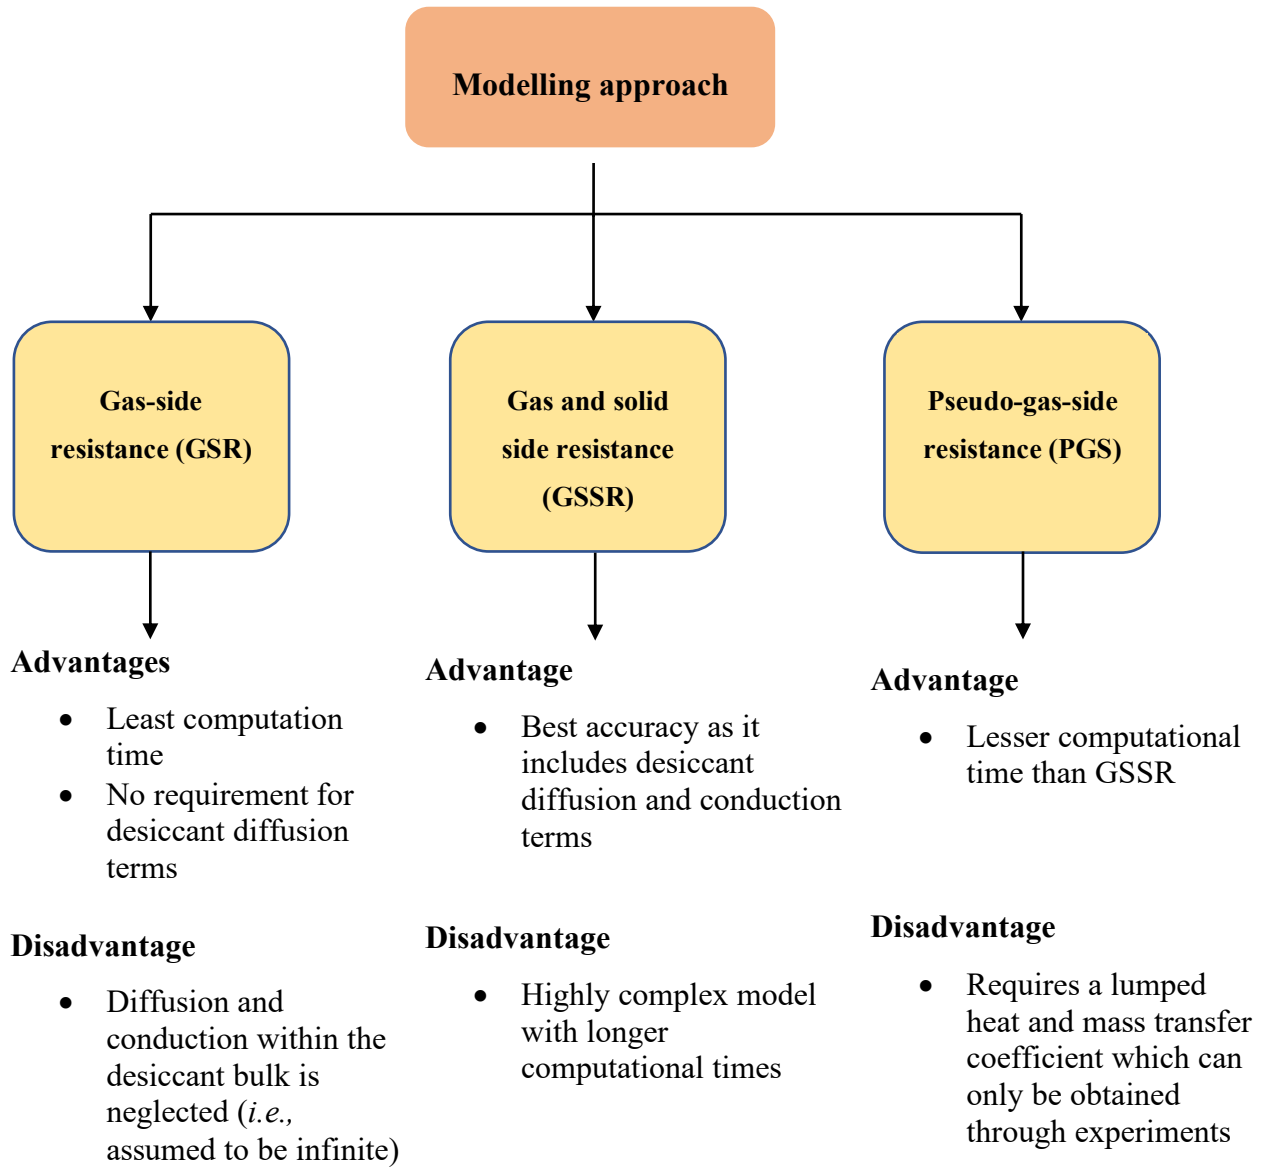 Modelling approach
Gas-side
resistance (GSR)
Gas and solid
side resistance
(GSSR)
Pseudo-gas-side
resistance (PGS)
Advantages
• Least computation
time
• No requirement for
desiccant diffusion
terms
Disadvantage
• Diffusion and
conduction within the
desiccant bulk is
neglected (i.e.,
assumed to be infinite)
Advantage
• Best accuracy as it
includes desiccant
diffusion and conduction
terms
Disadvantage
• Highly complex model
with longer
computational times
Advantage
• Lesser computational
time than GSSR
Disadvantage
• Requires a lumped
heat and mass transfer
coefficient which can
only be obtained
through experiments